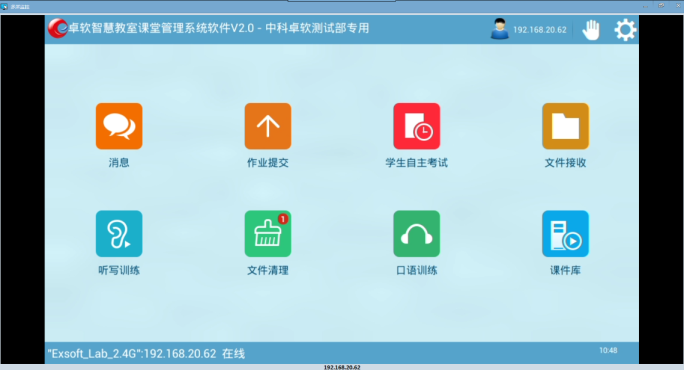 卓软智慧教室课堂管理系统软件V2.0 - 中科卓软测试部专用
192.168.20.62
消息
作业提交
学生自主考试
文件接收
1
听写训练
文件清理
口语训练
课件库
"Exsoft_Lab_2.4G":192.168.20.62 在线
10:48
192.168.20.62